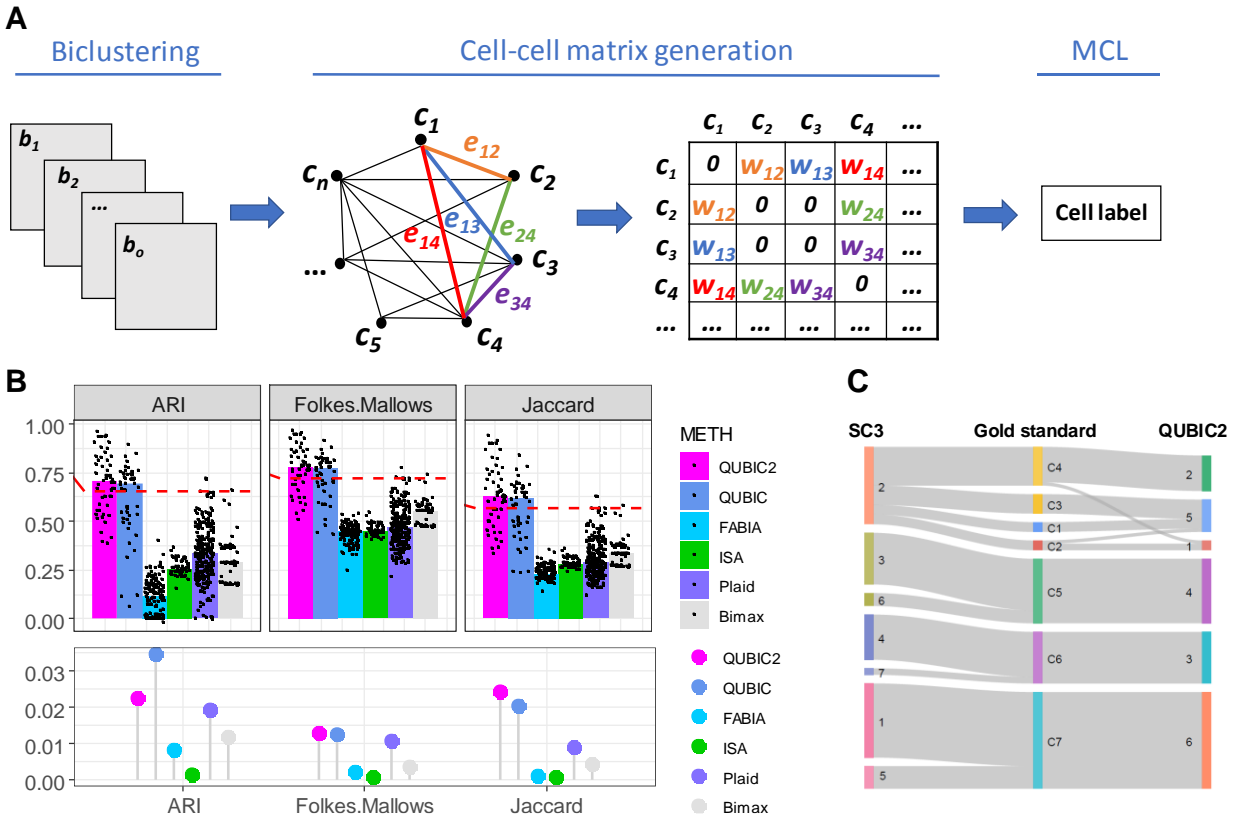 A
Biclustering
Cell-cell matrix generation
MCL
b1
b2
...
bo
c1
c2
c3
c4
c5
...
cn
e12
e13
e14
e24
e34
c1 c2 c3 c4 ...
c1 0 w12 w13 w14 ...
c2 w12 0 0 w24 ...
c3 w13 0 0 w34 ...
c4 w14 w24 w34 0 ...
... ... ... ... ... ...
Cell label
B
ARI Folkes.Mallows Jaccard
1.00
0.75
0.50
0.25
0.00
METH
QUBIC2
QUBIC
FABIA
ISA
Plaid
Bimax
0.03
0.02
0.01
0.00
ARI Folkes.Mallows Jaccard
QUBIC2
QUBIC
FABIA
ISA
Plaid
Bimax
C
SC3 Gold standard QUBIC2
2
3
6
4
7
1
5
C4
C3
C1
C2
C5
C6
C7
2
5
1
4
3
6